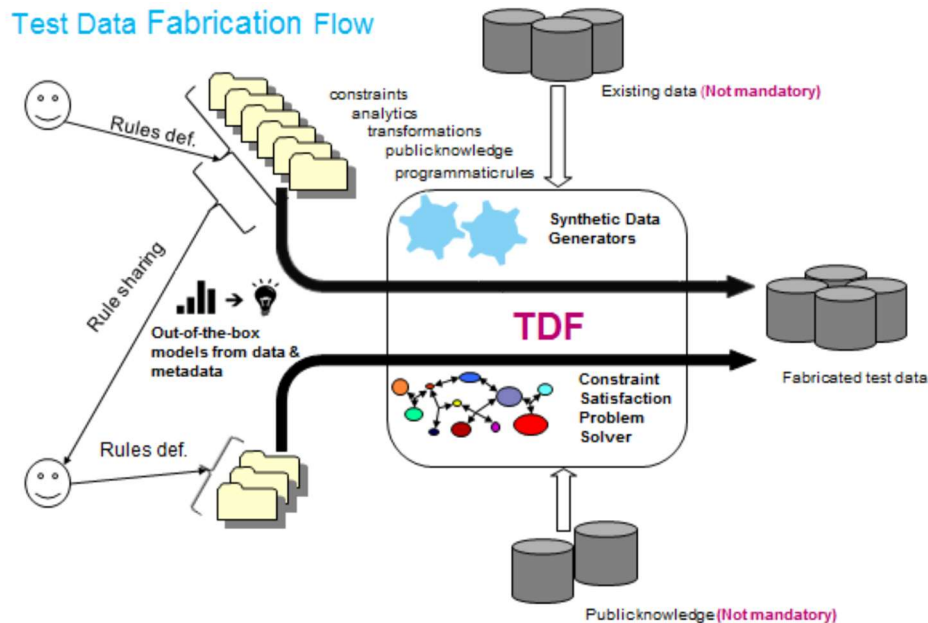 Test Data Fabrication Flow
Rules def.
constraints
analytics
transformations
publicknowledge
programmaticrules
Existing data (Not mandatory)
Synthetic Data
Generators
Rule sharing
Out-of-the-box
models from data &
metadata
TDF
Fabricated test data
Constraint
Satisfaction
Problem
Solver
Rules def.
Publicknowledge(Not mandatory)